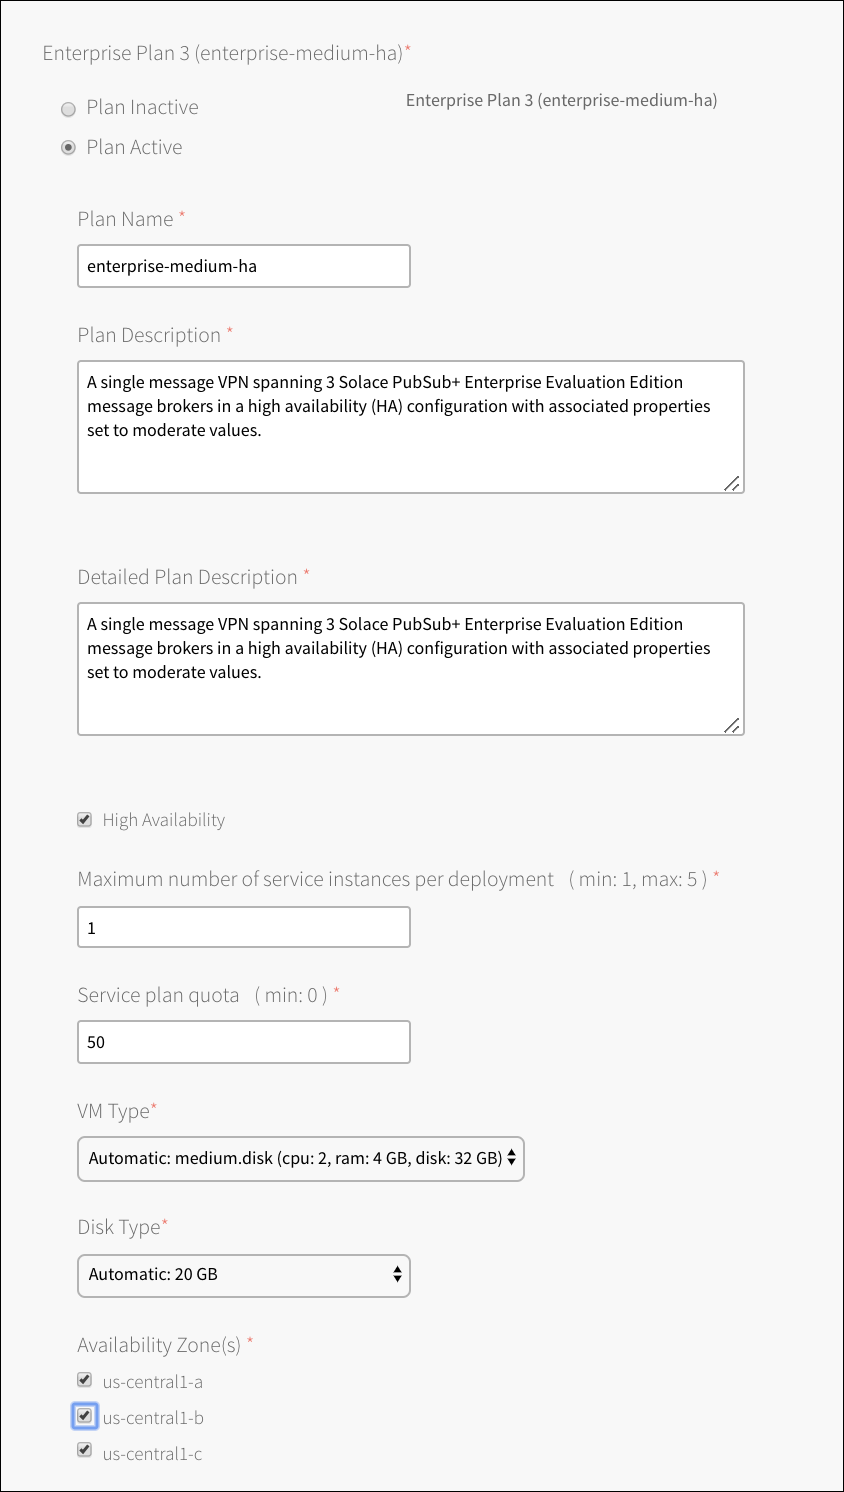 Enterprise Plan 3 (enterprise-medium-ha)*
Plan Inactive
Enterprise Plan 3 (enterprise-medium-ha)
Plan Active
Plan Name *
enterprise-medium-ha
Plan Description *
A single message VPN spanning 3 Solace PubSub+ Enterprise Evaluation Edition
message brokers in a high availability (HA) configuration with associated properties
set to moderate values.
Detailed Plan Description *
A single message VPN spanning 3 Solace PubSub+ Enterprise Evaluation Edition
message brokers in a high availability (HA) configuration with associated properties
set to moderate values.
High Availability
Maximum number of service instances per deployment ( min: 1, max: 5 ) *
1
Service plan quota ( min: 0 ) *
50
VM Type*
Automatic: medium.disk (cpu: 2, ram: 4 GB, disk: 32 GB)
Disk Type*
Automatic: 20 GB
Availability Zone(s) *
us-central1-a
us-central1-b
us-central1-c